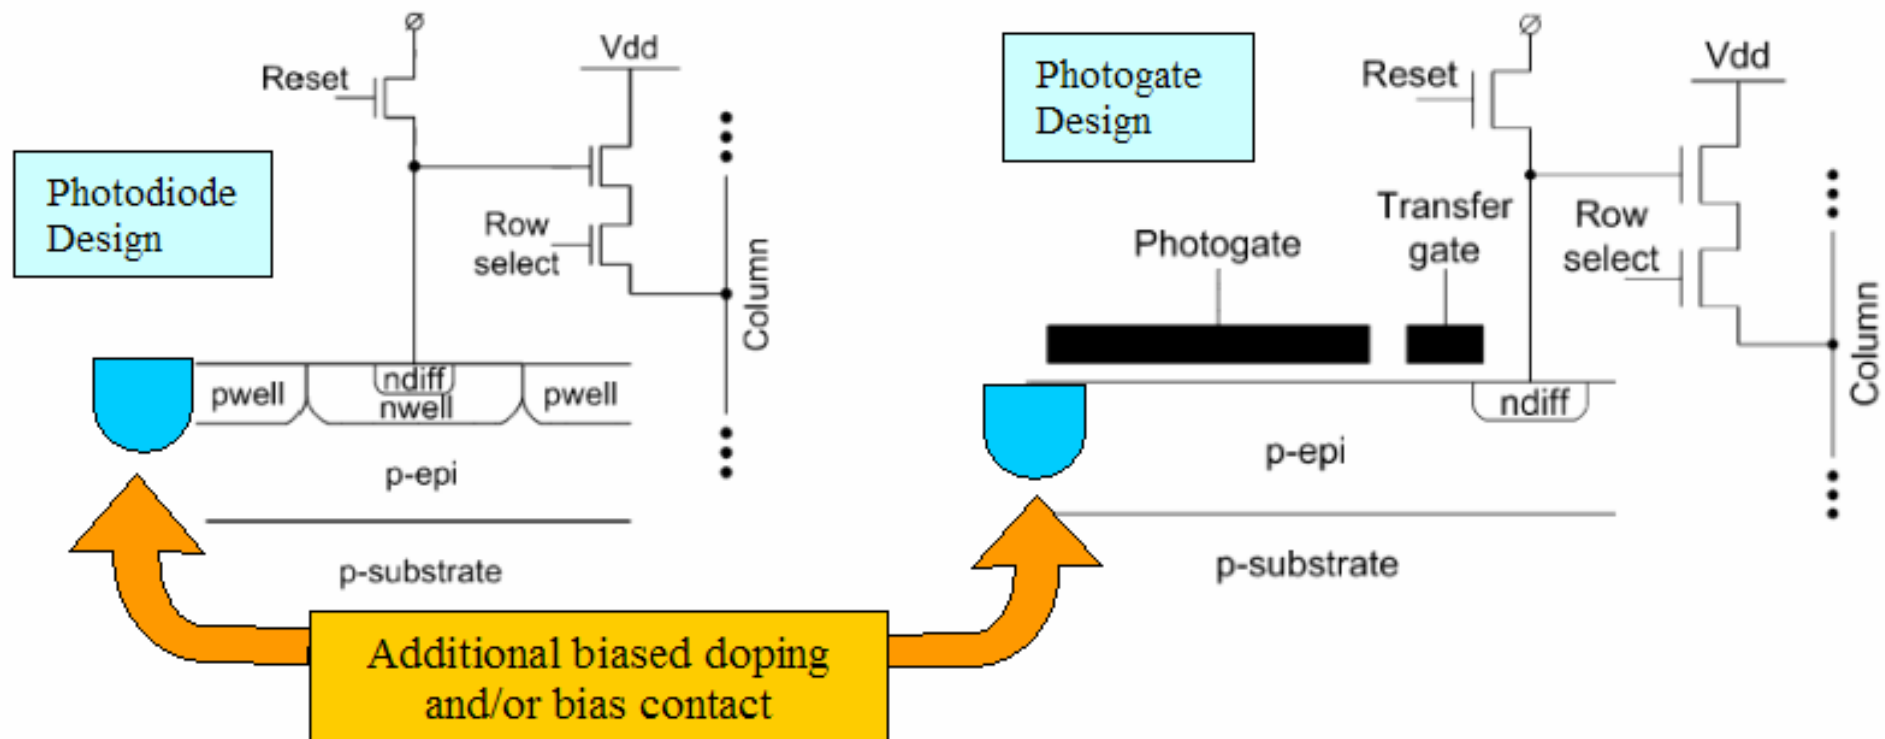 Photodiode
Design
Reset
Vdd
Row
select
Column
pwell
ndiff
nwell
pwell
p-epi
p-substrate
Photogate
Design
Reset
Vdd
Photogate
Transfer
gate
Row
select
Column
ndiff
p-epi
p-substrate
Additional biased doping
and/or bias contact